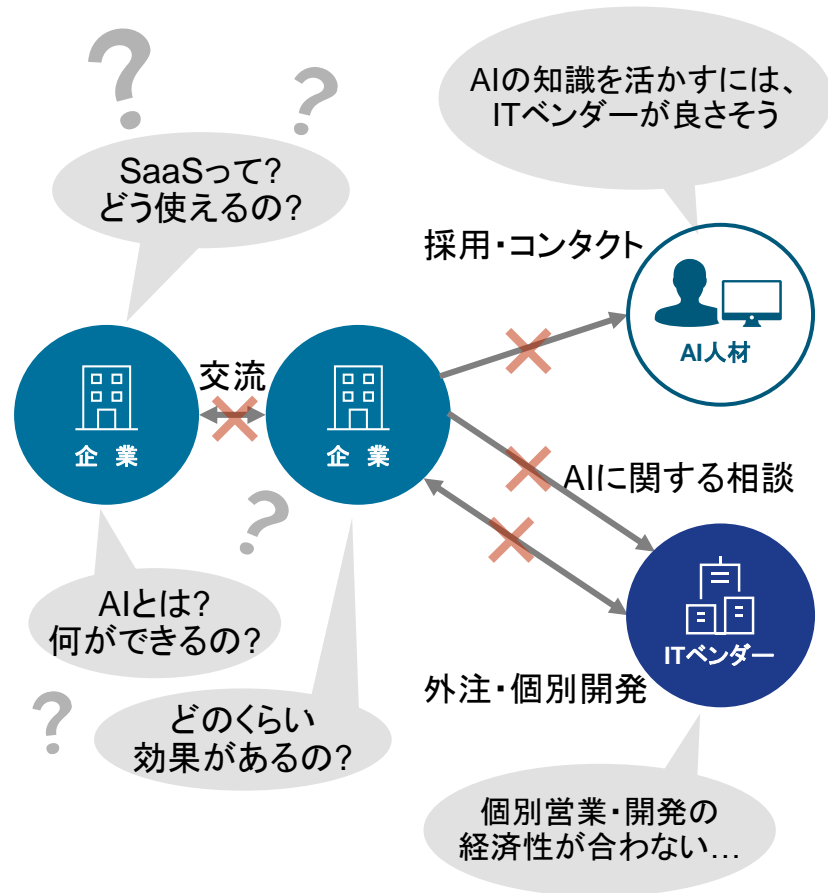 ?
?
AIの知識を活かすには、
ITベンダーが良さそう
SaaSって?
どう使えるの?
採用・コンタクト
AI人材
交流
企 業
企 業
AIに関する相談
?
AIとは?
何ができるの?
ITベンダー
外注・個別開発
?
どのくらい
効果があるの?
個別営業・開発の
経済性が合わない…